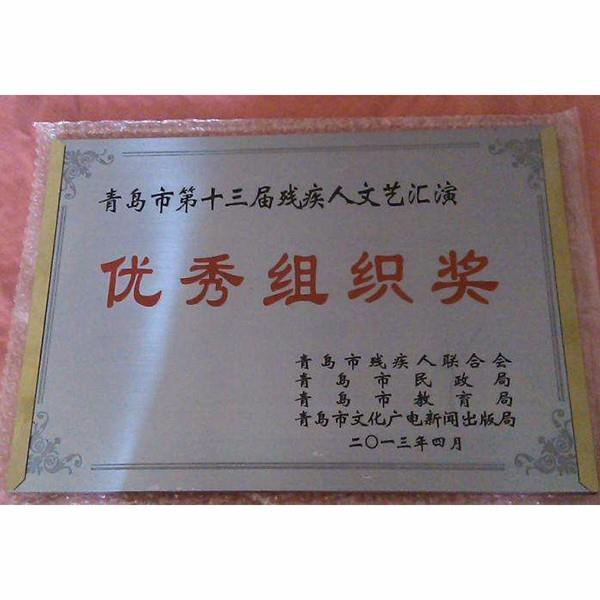 青岛市第十三届残疾人文艺汇演
优秀组织奖
青岛市残疾人联合会
青岛市民政局
青岛市教育局
青岛市文化广电新闻出版局
二〇一三年四月